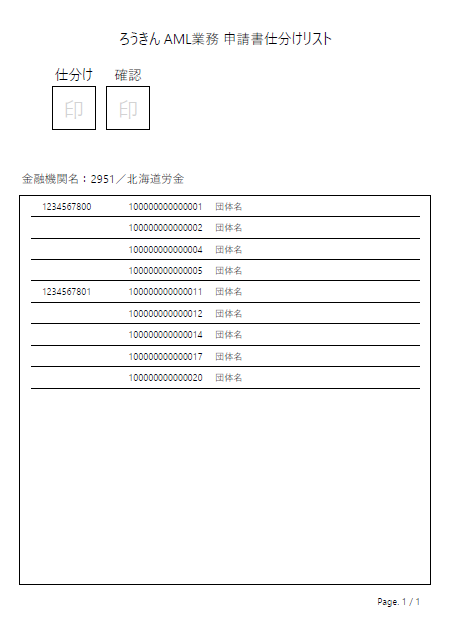 ろうきん AML業務 申請書仕分けリスト
仕分け 確認
印 印
金融機関名：2951／北海道労金
1234567800 100000000000001 団体名
100000000000002 団体名
100000000000004 団体名
100000000000005 団体名
1234567801 100000000000011 団体名
100000000000012 団体名
100000000000014 団体名
100000000000017 団体名
100000000000020 団体名
Page. 1 / 1